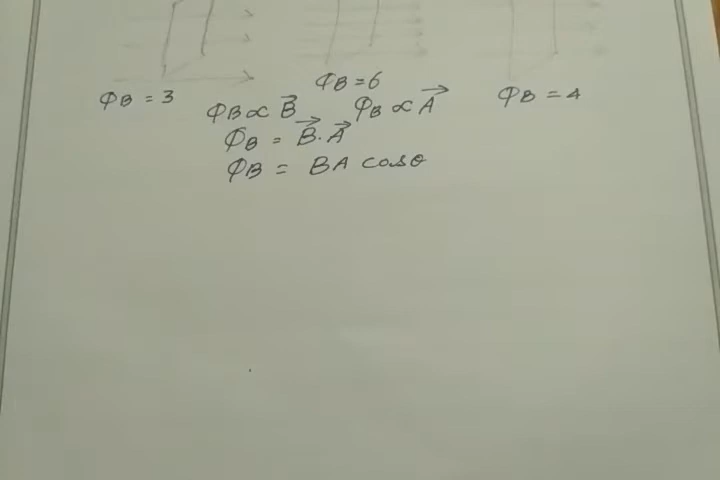 ΦB = 3
ΦB = 6
ΦB = 4
ΦB ∝ B⃗ ΦB ∝ A⃗
ΦB = B⃗ . A⃗
ΦB = BA cosθ